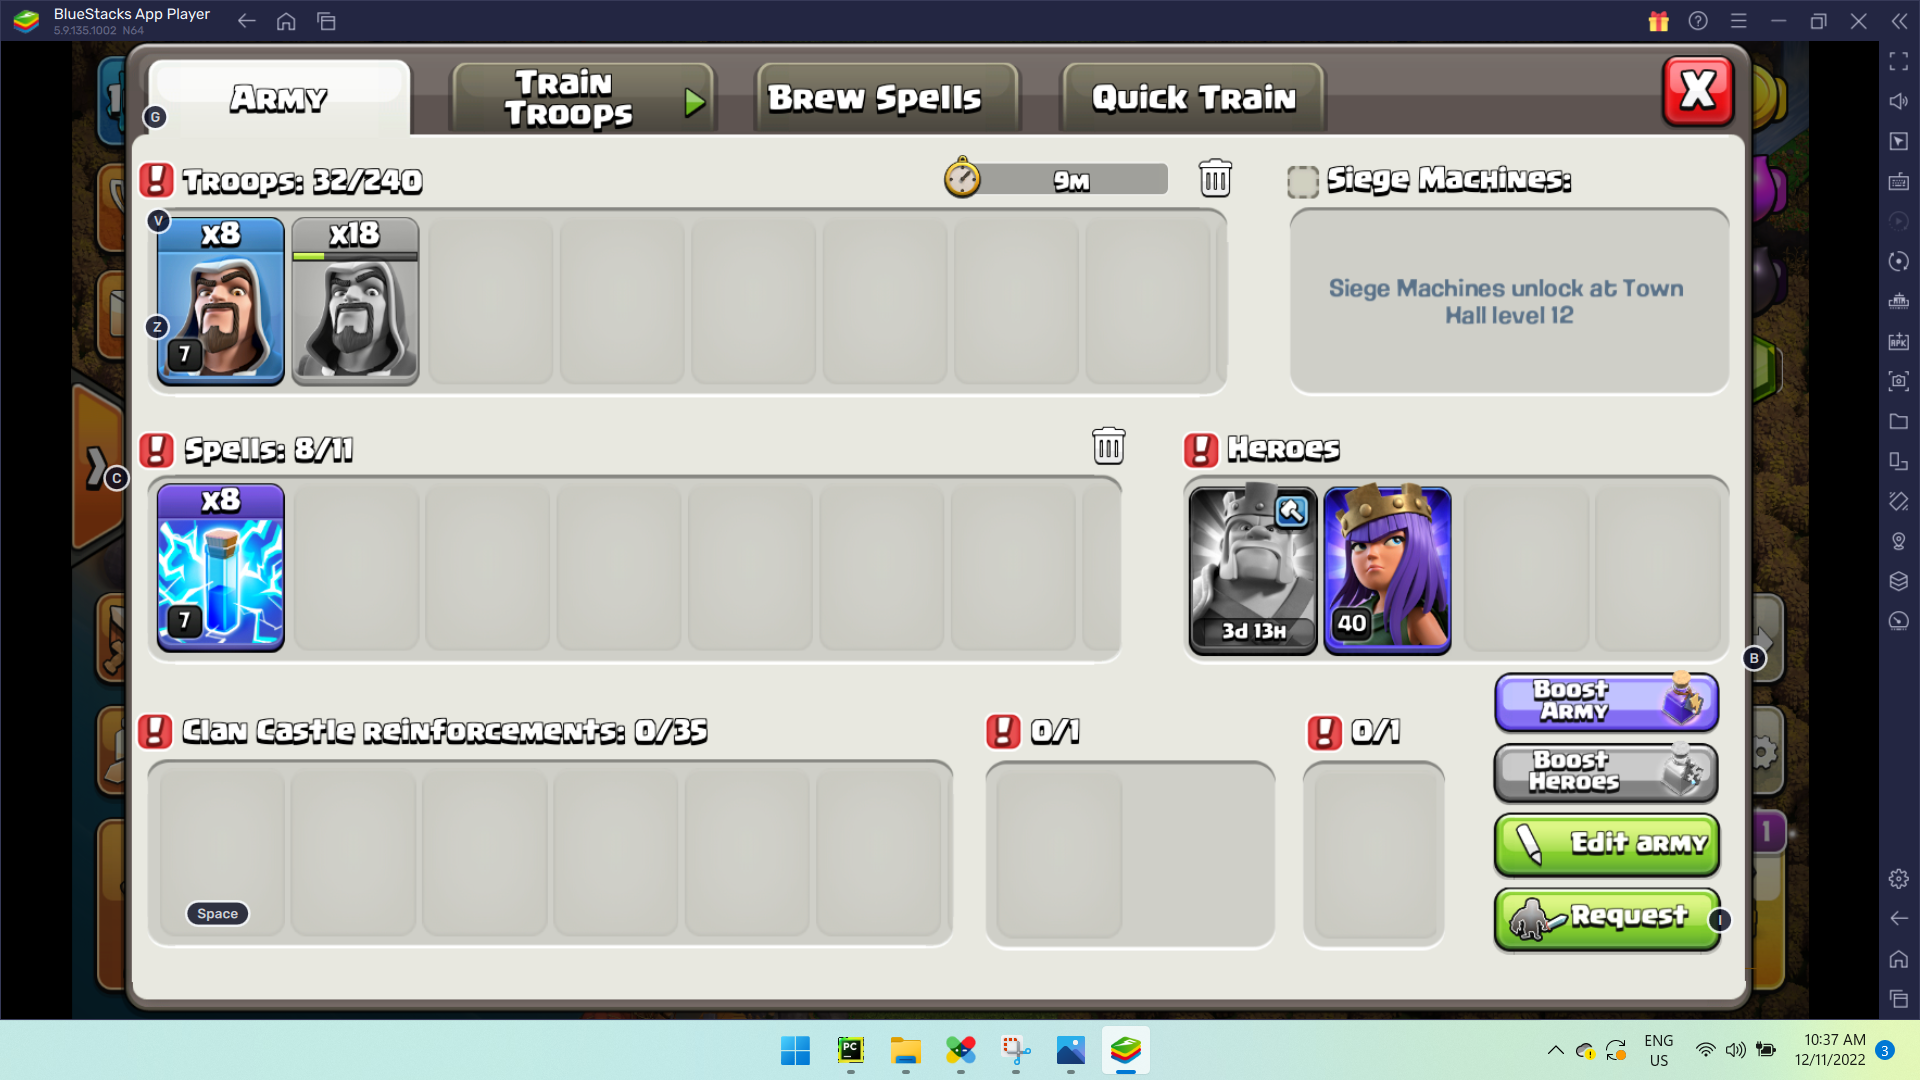 BlueStacks App Player
5.9.135.1002 N64
Army
Train
Troops
Brew Spells
Quick Train
X
G
Troops: 32/240
9m
Siege Machines:
V
x8
x18
Z
7
Siege Machines unlock at Town
Hall level 12
Spells: 8/11
Heroes
C
x8
7
3d 13h
40
B
Clan Castle reinforcements: 0/35
0/1
0/1
Boost
Army
Boost
Heroes
Edit army
1
Space
Request
I
PC
ENG
US
10:37 AM
12/11/2022
3